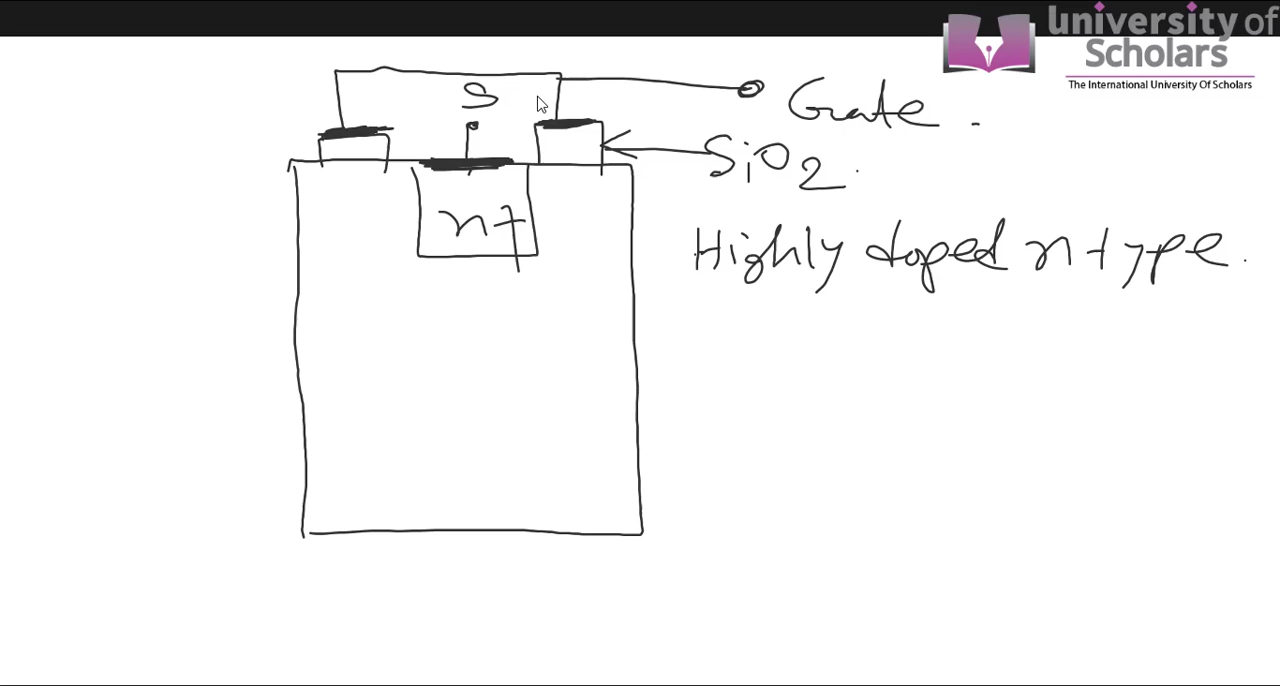 University of
Scholars
The International University Of Scholars
S
Gate.
SiO2.
n+
Highly doped n type.